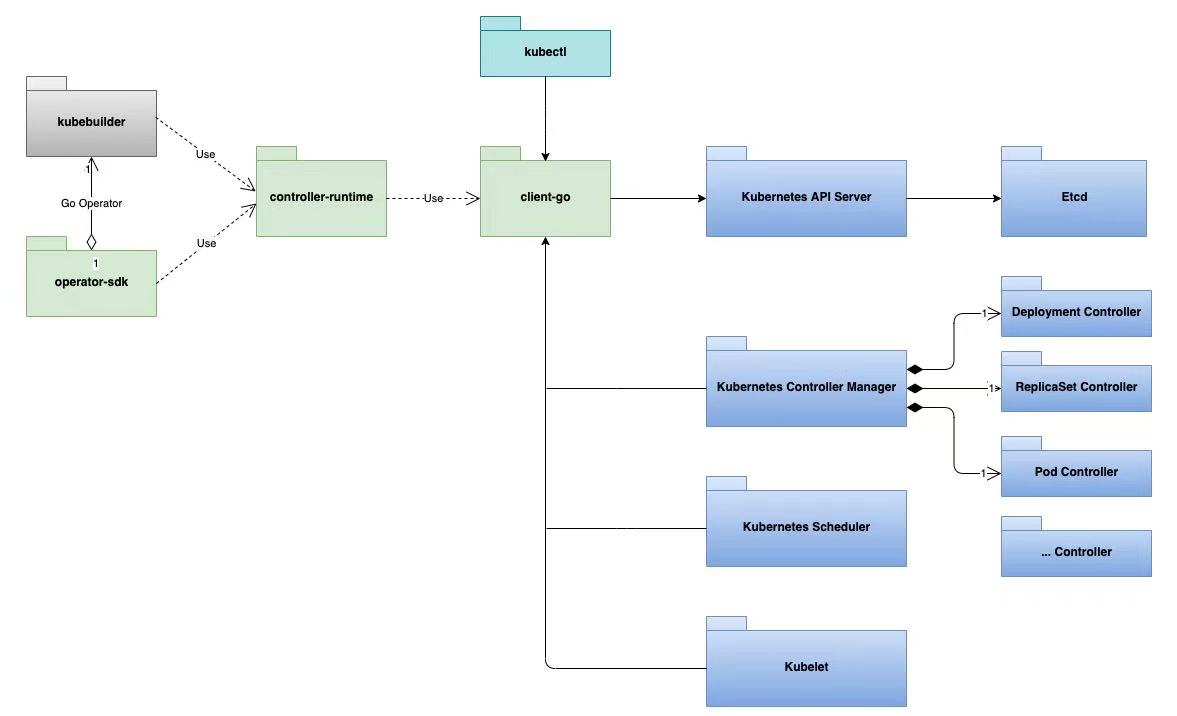 kubectl
kubebuilder
Use
1
Go Operator
controller-runtime
Use
client-go
Kubernetes API Server
Etcd
Use
1
operator-sdk
Deployment Controller
1
Kubernetes Controller Manager
1
ReplicaSet Controller
1
Pod Controller
Kubernetes Scheduler
... Controller
Kubelet